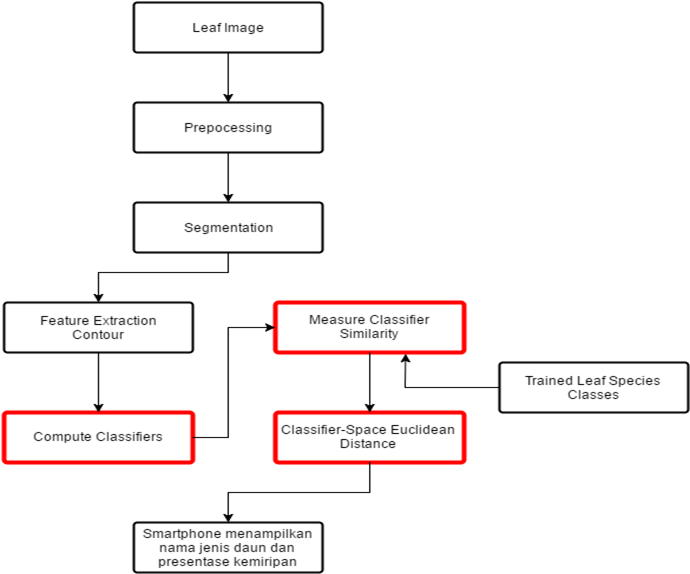 Leaf Image
Prepocessing
Segmentation
Feature Extraction
Contour
Compute Classifiers
Measure Classifier
Similarity
Trained Leaf Species
Classes
Classifier-Space Euclidean
Distance
Smartphone menampilkan
nama jenis daun dan
presentase kemiripan